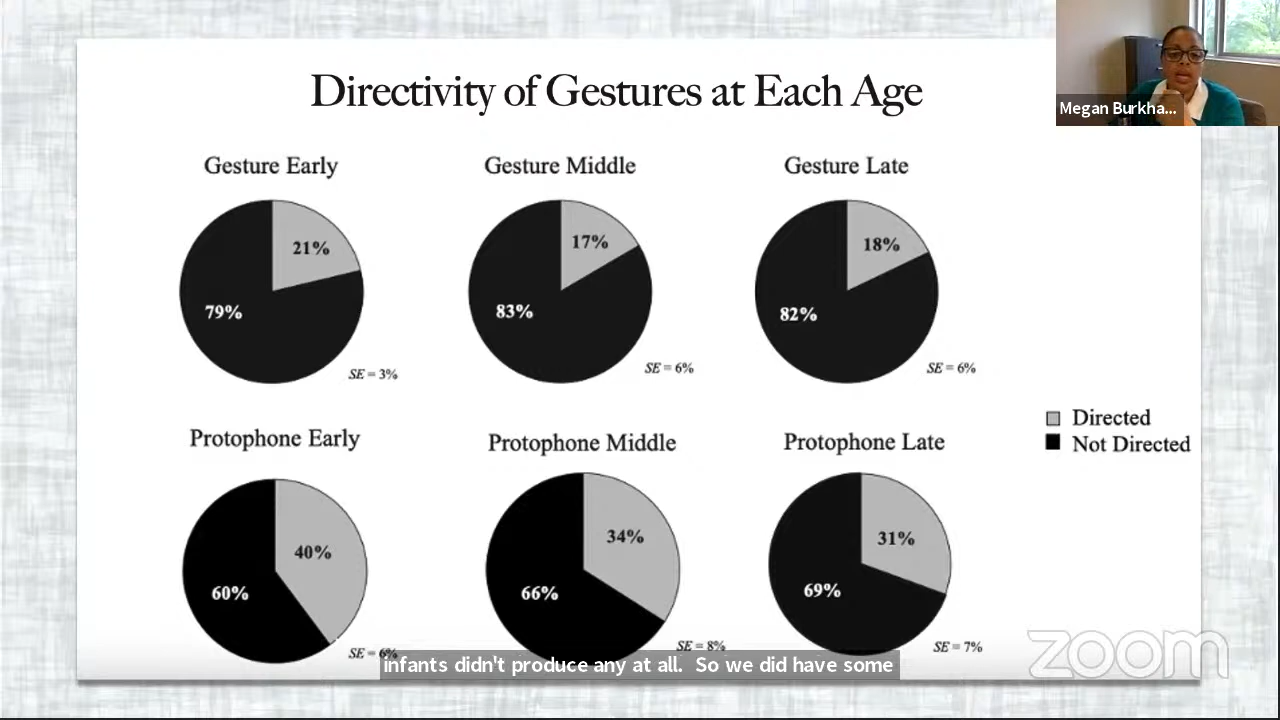 Directivity of Gestures at Each Age
Megan Burkha...
Gesture Early
Gesture Middle
Gesture Late
21%
79%
SE = 3%
17%
83%
SE = 6%
18%
82%
SE = 6%
Directed
Not Directed
Protophone Early
Protophone Middle
Protophone Late
40%
60%
SE = 6%
34%
66%
SE = 8%
31%
69%
SE = 7%
infants didn't produce any at all. So we did have some
zoom